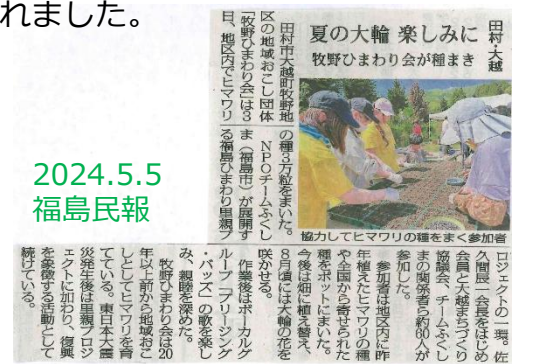 れました。
田村・大越
夏の大輪 楽しみに
牧野ひまわり会が種まき
田村市大越町牧野地
区の地域おこし団体
「牧野ひまわり会」は3
日、地区内でヒマワリ
の種3万粒をまいた。
NPOチームふくし
ま(福島市)が展開す
る福島ひまわり里親プ
協力してヒマワリの種をまく参加者
ロジェクトの一環。佐
久間辰一会長をはじめ
会員と大越まちづくり
協議会、チームふくし
まの関係者ら約60人が
参加した。
参加者は地区内に昨
年植えたヒマワリの種
や全国から寄せられた
種をポットにまいた。
今後は畑に植え替え、
8月頃には大輪の花を
咲かせる。
作業後はボーカルグ
ループ「ブリージング
・バッズ」の歌を楽し
み、親睦を深めた。
牧野ひまわり会は20
年以上前から地域おこ
しとしてヒマワリを育
てている。東日本大震
災発生後は里親プロジ
ェクトに加わり、復興
を象徴する活動として
続けている。
2024.5.5
福島民報